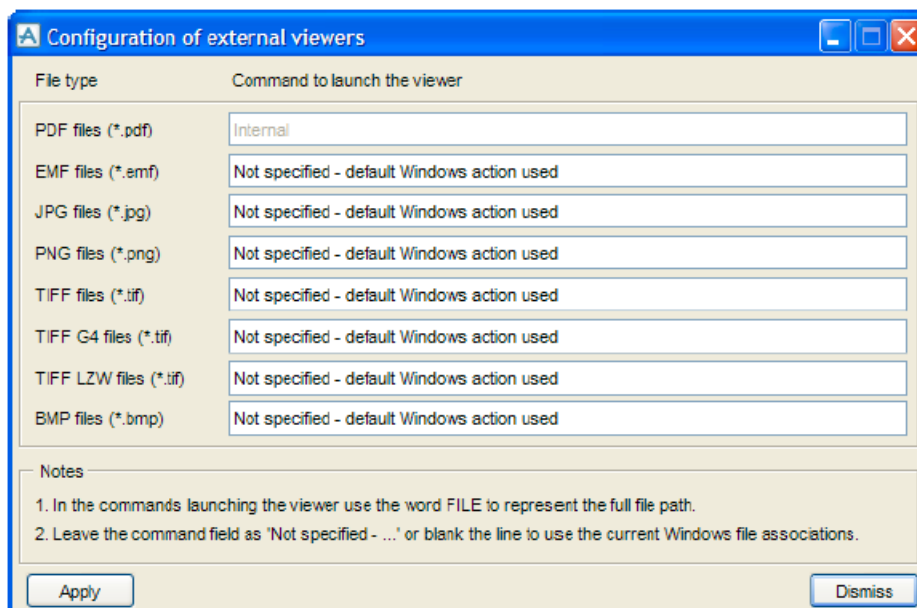 Configuration of external viewers
File type Command to launch the viewer
PDF files (*.pdf) Internal
EMF files (*.emf) Not specified - default Windows action used
JPG files (*.jpg) Not specified - default Windows action used
PNG files (*.png) Not specified - default Windows action used
TIFF files (*.tif) Not specified - default Windows action used
TIFF G4 files (*.tif) Not specified - default Windows action used
TIFF LZW files (*.tif) Not specified - default Windows action used
BMP files (*.bmp) Not specified - default Windows action used
Notes
1. In the commands launching the viewer use the word FILE to represent the full file path.
2. Leave the command field as 'Not specified - ...' or blank the line to use the current Windows file associations.
Apply Dismiss